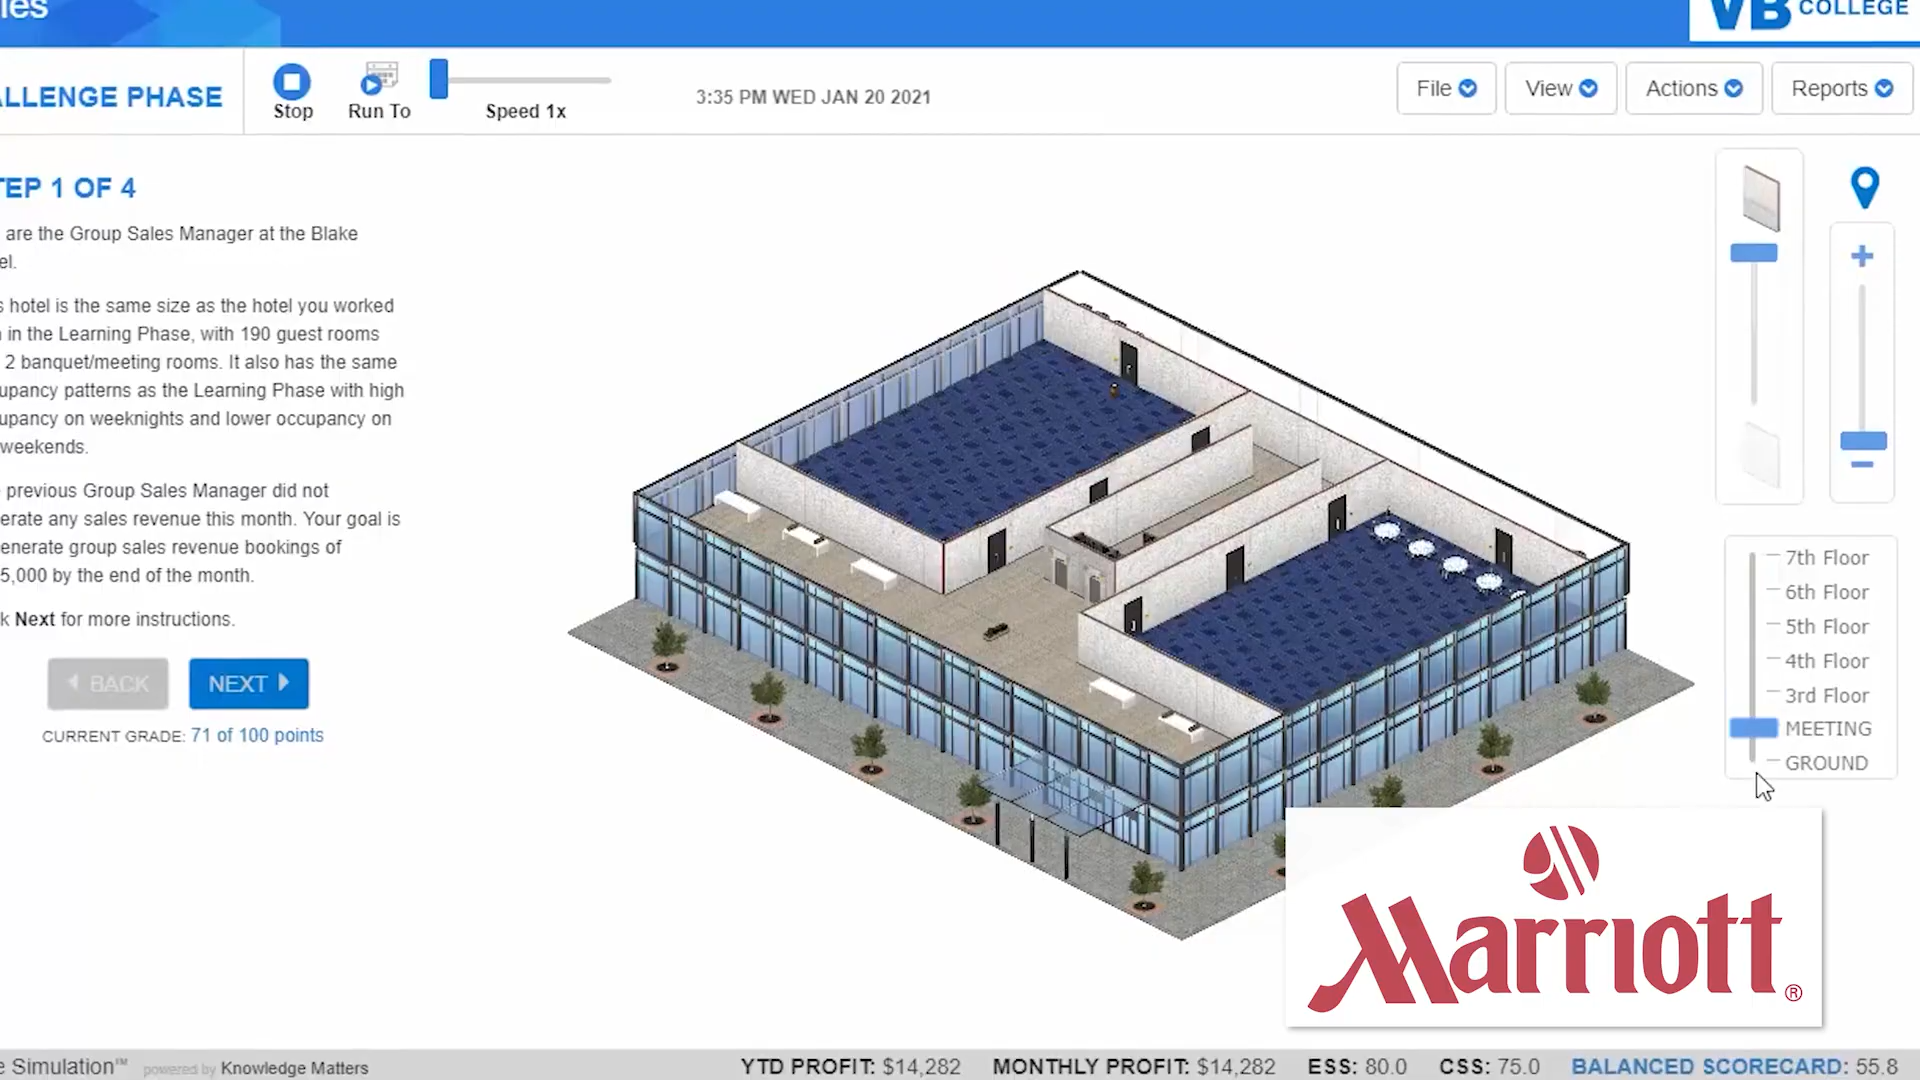 les
VB COLLEGE
ALLENGE PHASE
Stop
Run To
Speed 1x
3:35 PM WED JAN 20 2021
File
View
Actions
Reports
TEP 1 OF 4
are the Group Sales Manager at the Blake
el.
s hotel is the same size as the hotel you worked
in the Learning Phase, with 190 guest rooms
2 banquet/meeting rooms. It also has the same
upancy patterns as the Learning Phase with high
upancy on weeknights and lower occupancy on
weekends.
previous Group Sales Manager did not
erate any sales revenue this month. Your goal is
enerate group sales revenue bookings of
5,000 by the end of the month.
k Next for more instructions.
BACK
NEXT
CURRENT GRADE: 71 of 100 points
7th Floor
6th Floor
5th Floor
4th Floor
3rd Floor
MEETING
GROUND
Marriott®
e Simulation™ powered by Knowledge Matters
YTD PROFIT: $14,282 MONTHLY PROFIT: $14,282 ESS: 80.0 CSS: 75.0 BALANCED SCORECARD: 55.8